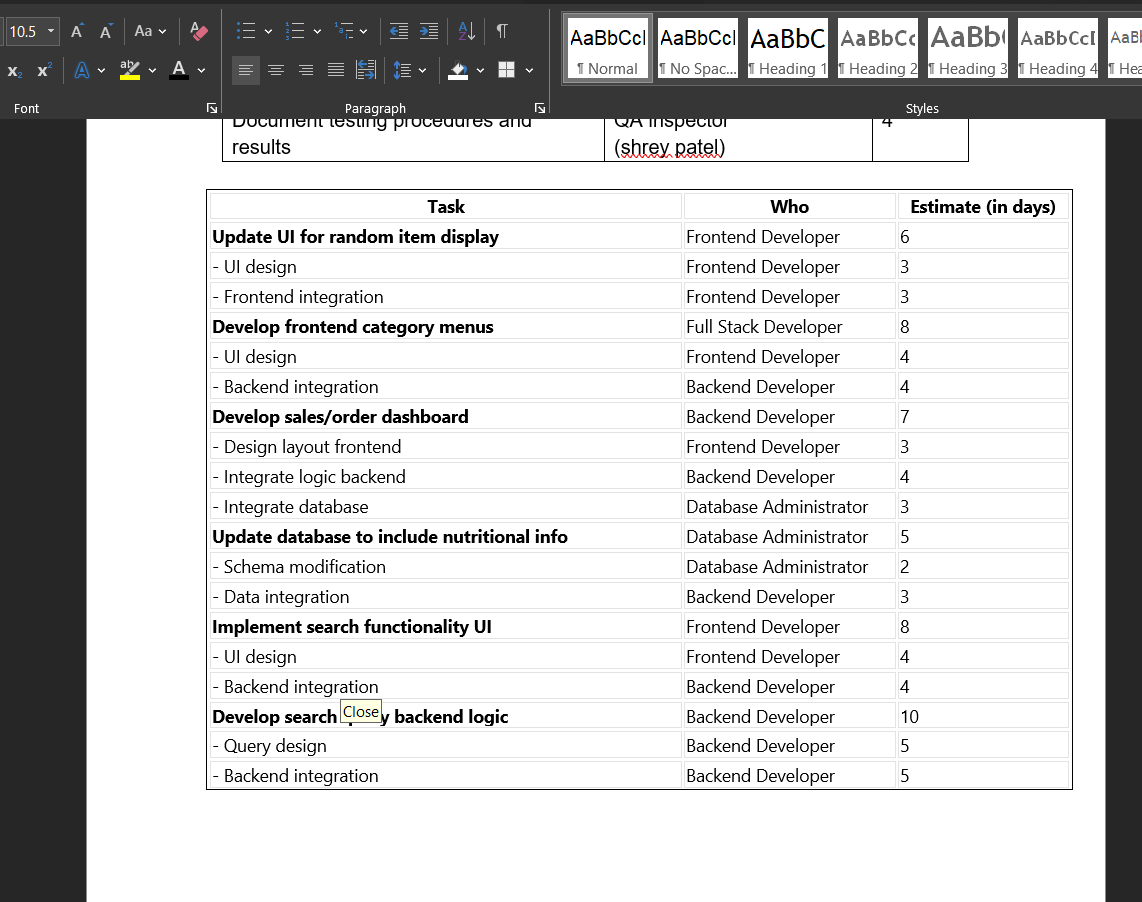 10.5 A A Aa
AaBbCcI AaBbCcI AaBbC AaBbCc AaBb AaBbCcI AaBb
¶ Normal ¶ No Spac... ¶ Heading 1 ¶ Heading 2 ¶ Heading 3 ¶ Heading 4 ¶ Hea
x2 x2 A ab A
Font Paragraph Styles
Document testing procedures and QA Inspector 4
results (shrey patel)
Task Who Estimate (in days)
Update UI for random item display Frontend Developer 6
- UI design Frontend Developer 3
- Frontend integration Frontend Developer 3
Develop frontend category menus Full Stack Developer 8
- UI design Frontend Developer 4
- Backend integration Backend Developer 4
Develop sales/order dashboard Backend Developer 7
- Design layout frontend Frontend Developer 3
- Integrate logic backend Backend Developer 4
- Integrate database Database Administrator 3
Update database to include nutritional info Database Administrator 5
- Schema modification Database Administrator 2
- Data integration Backend Developer 3
Implement search functionality UI Frontend Developer 8
- UI design Frontend Developer 4
- Backend integration Backend Developer 4
Develop search Close y backend logic Backend Developer 10
- Query design Backend Developer 5
- Backend integration Backend Developer 5